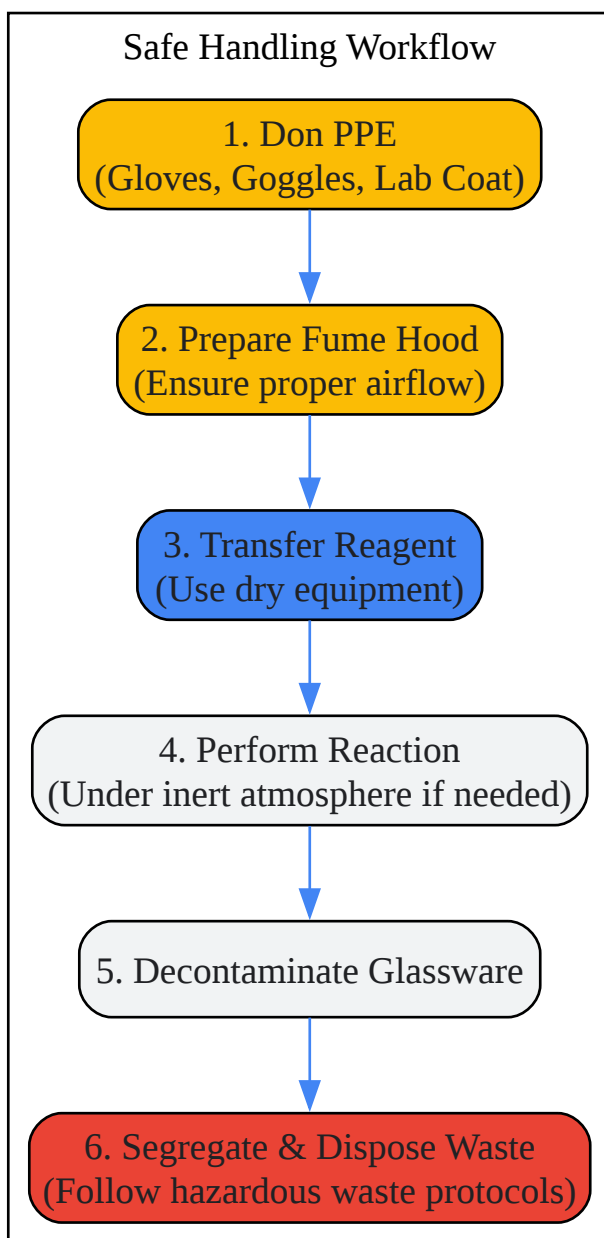 Safe Handling Workflow
1. Don PPE
(Gloves, Goggles, Lab Coat)
2. Prepare Fume Hood
(Ensure proper airflow)
3. Transfer Reagent
(Use dry equipment)
4. Perform Reaction
(Under inert atmosphere if needed)
5. Decontaminate Glassware
6. Segregate & Dispose Waste
(Follow hazardous waste protocols)